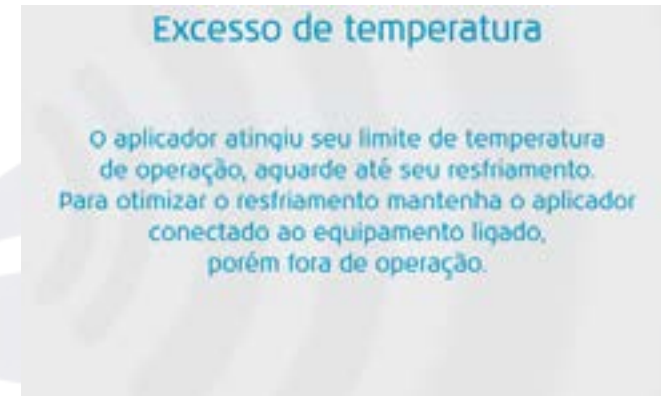 Excesso de temperatura
O aplicador atingiu seu limite de temperatura
de operação, aguarde até seu resfriamento.
Para otimizar o resfriamento mantenha o aplicador
conectado ao equipamento ligado,
porém fora de operação.